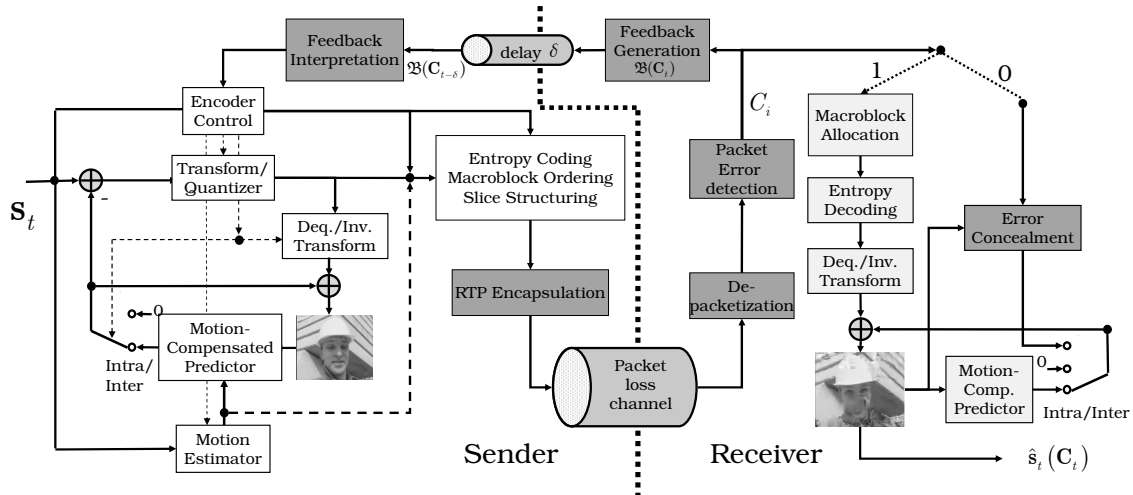 Feedback
Interpretation
𝔅(C_{t−δ})
delay δ
Feedback
Generation
𝔅(C_t)
1
0
C_i
Encoder
Control
Macroblock
Allocation
Transform/
Quantizer
Entropy Coding
Macroblock Ordering
Slice Structuring
Packet
Error
detection
Entropy
Decoding
s_t
-
Deq./Inv.
Transform
Error
Concealment
Deq./Inv.
Transform
RTP Encapsulation
De-
packetization
0
Motion-
Compensated
Predictor
Intra/
Inter
Packet
loss
channel
0
Motion-
Comp.
Predictor
Intra/Inter
Motion
Estimator
Sender
Receiver
ŝ_t(C_t)